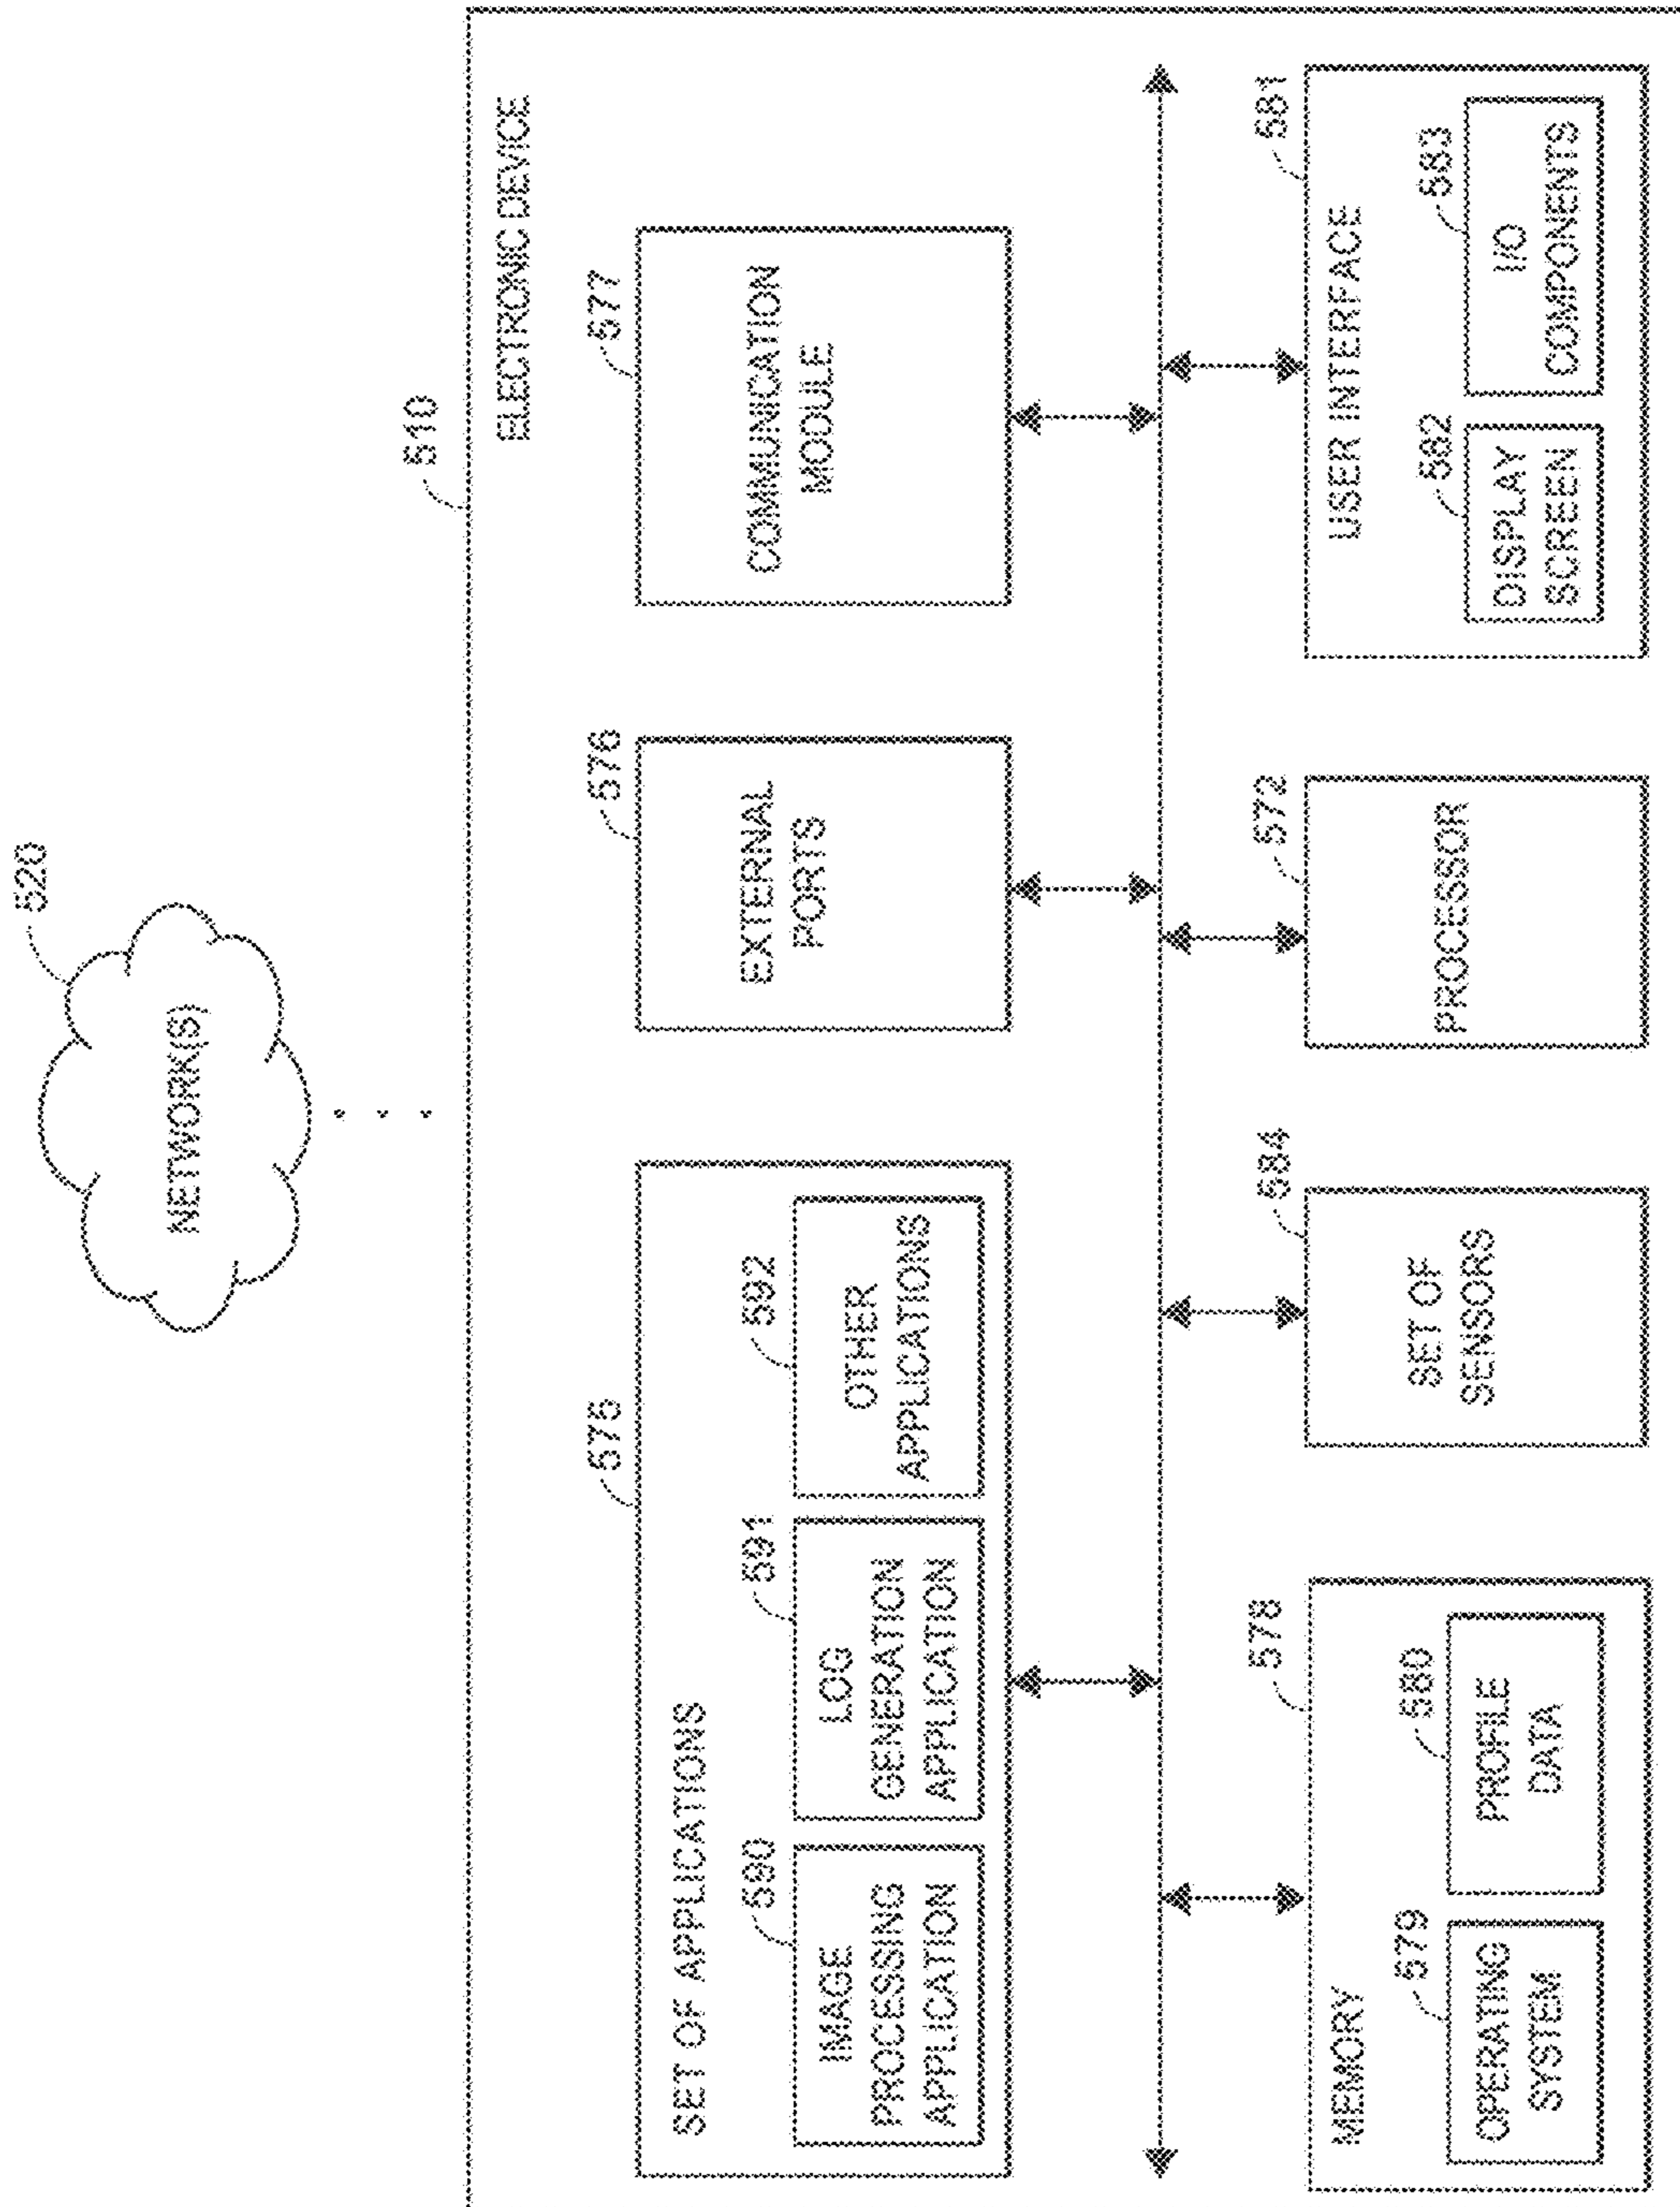 NETWORK(S)
520
510
ELECTRONIC DEVICE
575
SET OF APPLICATIONS
590
IMAGE
PROCESSING
APPLICATION
591
LOG
GENERATION
APPLICATION
592
OTHER
APPLICATIONS
576
EXTERNAL
PORTS
577
COMMUNICATION
MODULE
578
MEMORY
579
OPERATING
SYSTEM
580
PROFILE
DATA
584
SET OF
SENSORS
572
PROCESSOR
581
USER INTERFACE
582
DISPLAY
SCREEN
583
I/O
COMPONENTS